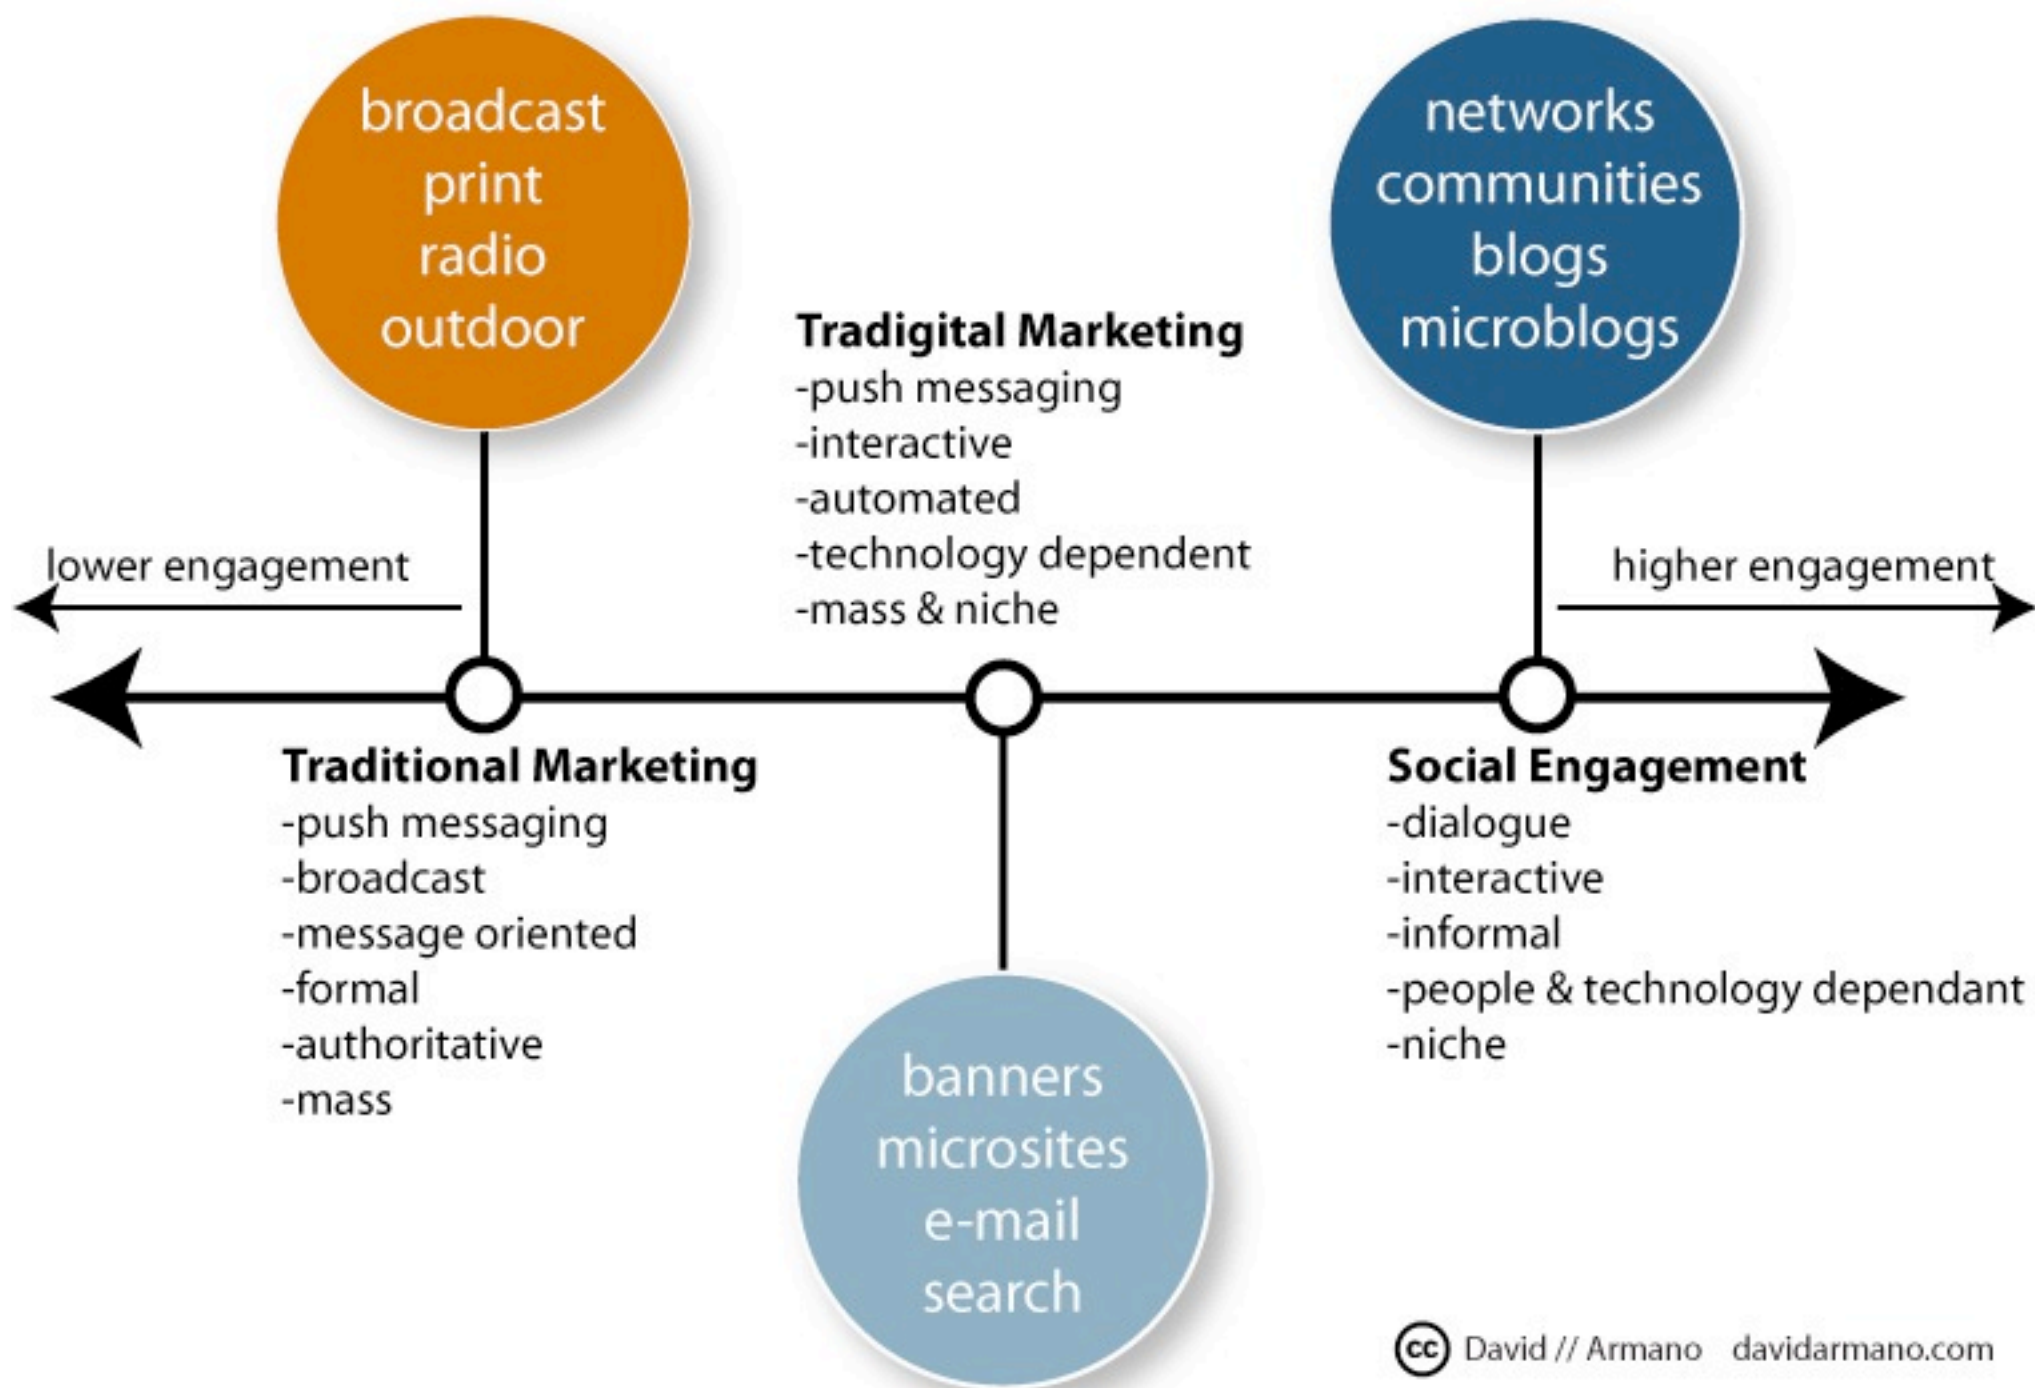 broadcast
print
radio
outdoor
networks
communities
blogs
microblogs
Tradigital Marketing
-push messaging
-interactive
-automated
-technology dependent
-mass & niche
lower engagement
higher engagement
Traditional Marketing
-push messaging
-broadcast
-message oriented
-formal
-authoritative
-mass
Social Engagement
-dialogue
-interactive
-informal
-people & technology dependant
-niche
banners
microsites
e-mail
search
cc David // Armano davidarmano.com